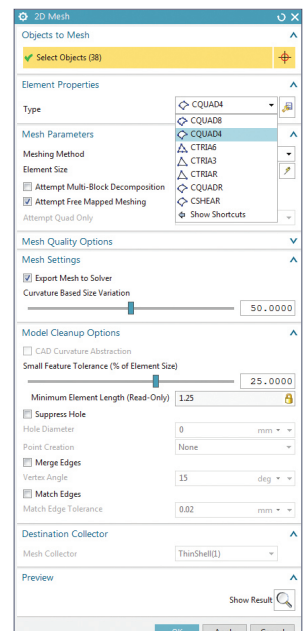 2D Mesh
Objects to Mesh
Select Objects (38)
Element Properties
Type
CQUAD4
CQUAD8
Mesh Parameters
CQUAD4
CTRIA6
Meshing Method
CTRIA3
Element Size
CTRIAR
Attempt Multi-Block Decomposition
CQUADR
Attempt Free Mapped Meshing
CSHEAR
Attempt Quad Only
Show Shortcuts
Mesh Quality Options
Mesh Settings
Export Mesh to Solver
Curvature Based Size Variation
50.0000
Model Cleanup Options
CAD Curvature Abstraction
Small Feature Tolerance (% of Element Size)
25.0000
Minimum Element Length (Read-Only) 1.25
Suppress Hole
Hole Diameter 0 mm
Point Creation None
Merge Edges
Vertex Angle 15 deg
Match Edges
Match Edge Tolerance 0.02 mm
Destination Collector
Mesh Collector ThinShell(1)
Preview
Show Result